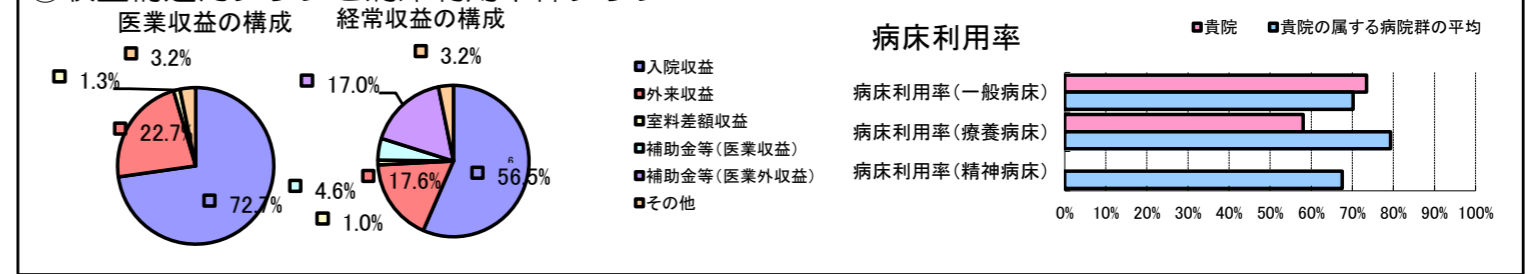 医業収益の構成
3.2%
1.3%
22.7%
72.7%
経常収益の構成
3.2%
17.0%
4.6%
17.6%
1.0%
56.5%
入院収益
外来収益
室料差額収益
補助金等(医業収益)
補助金等(医業外収益)
その他
病床利用率
貴院 貴院の属する病院群の平均
病床利用率(一般病床)
病床利用率(療養病床)
病床利用率(精神病床)
0% 10% 20% 30% 40% 50% 60% 70% 80% 90% 100%